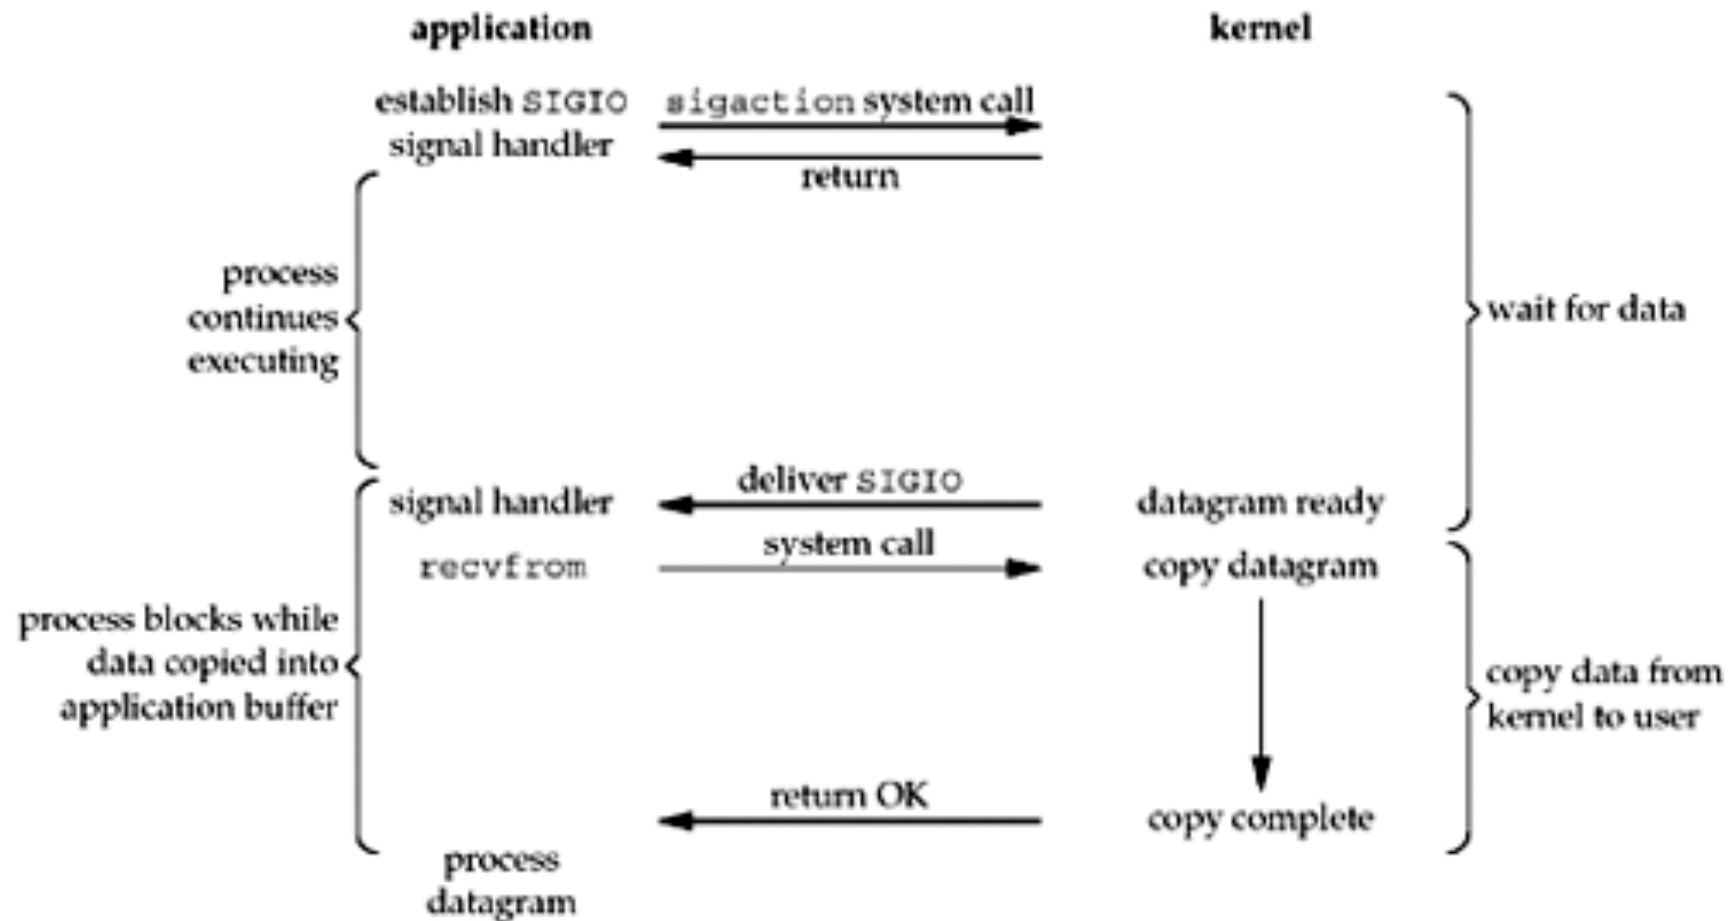 application
kernel
establish SIGIO
signal handler
sigaction system call
return
process
continues
executing
wait for data
deliver SIGIO
signal handler
datagram ready
system call
recvfrom
copy datagram
process blocks while
data copied into
application buffer
copy data from
kernel to user
return OK
copy complete
process
datagram